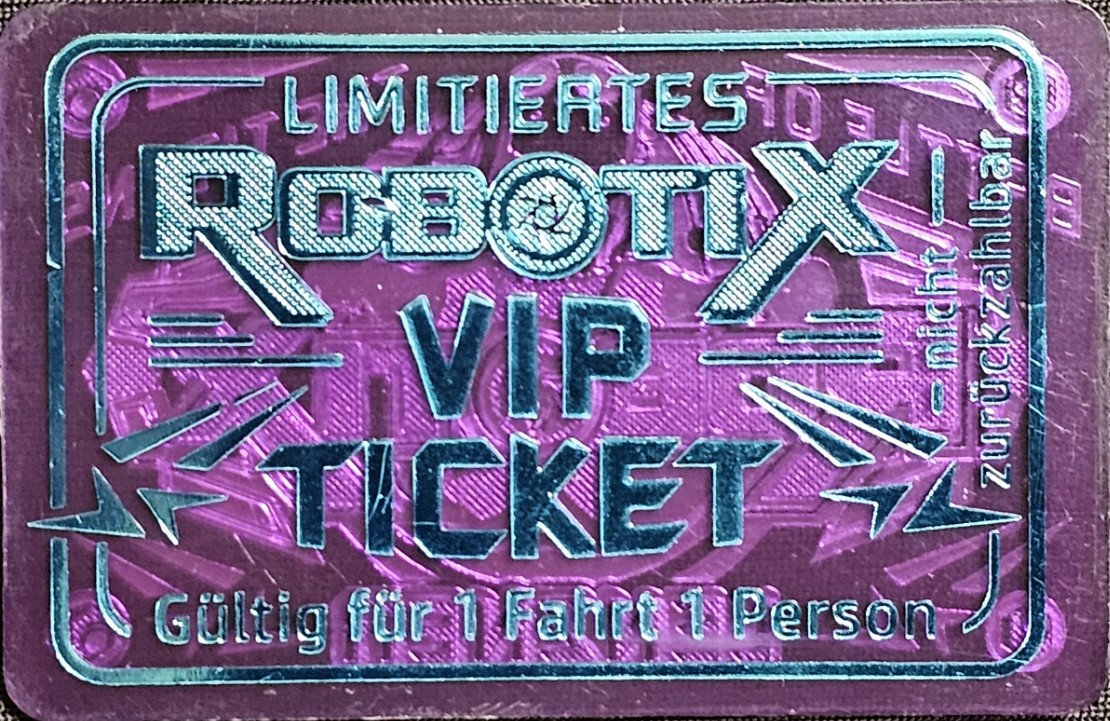 LIMITIERTES
ROBOTIX
VIP
TICKET
Gültig für 1 Fahrt 1 Person
- nicht -
zurückzahlbar